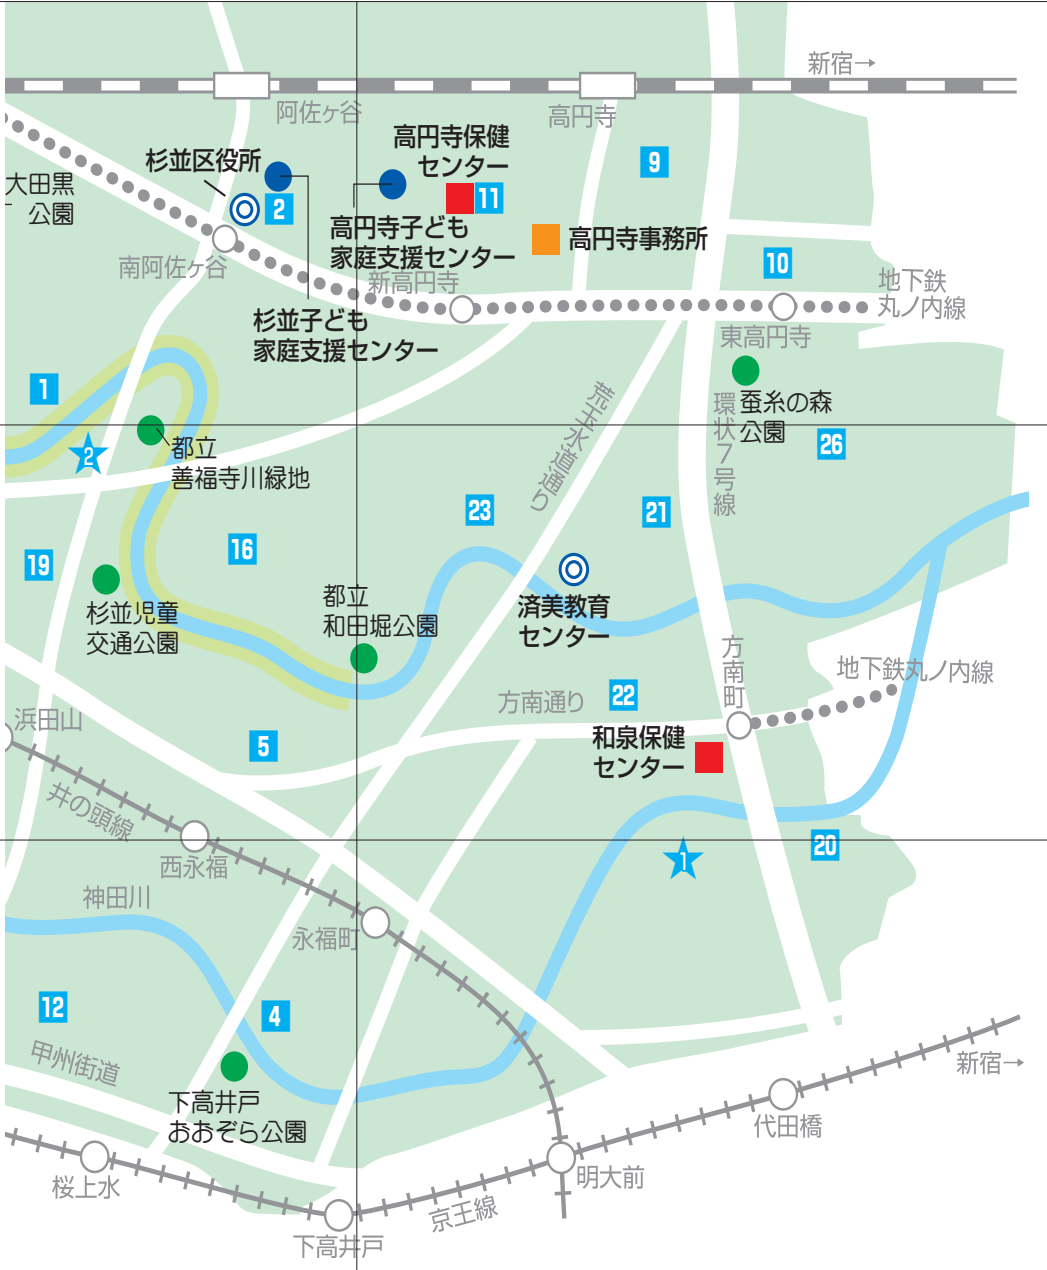 新宿→
阿佐ヶ谷
高円寺
高円寺保健
センター
杉並区役所
9
大田黒
公園
2
11
高円寺子ども
家庭支援センター
高円寺事務所
南阿佐ヶ谷
新高円寺
10
地下鉄
丸ノ内線
杉並子ども
家庭支援センター
東高円寺
1
荒玉水道通り
環状7号線
蚕糸の森
公園
26
2
都立
善福寺川緑地
23
21
19
16
杉並児童
交通公園
都立
和田堀公園
済美教育
センター
方南町
地下鉄丸ノ内線
方南通り
22
浜田山
5
和泉保健
センター
井の頭線
20
1
西永福
神田川
永福町
12
4
甲州街道
下高井戸
おおぞら公園
新宿→
代田橋
桜上水
明大前
京王線
下高井戸